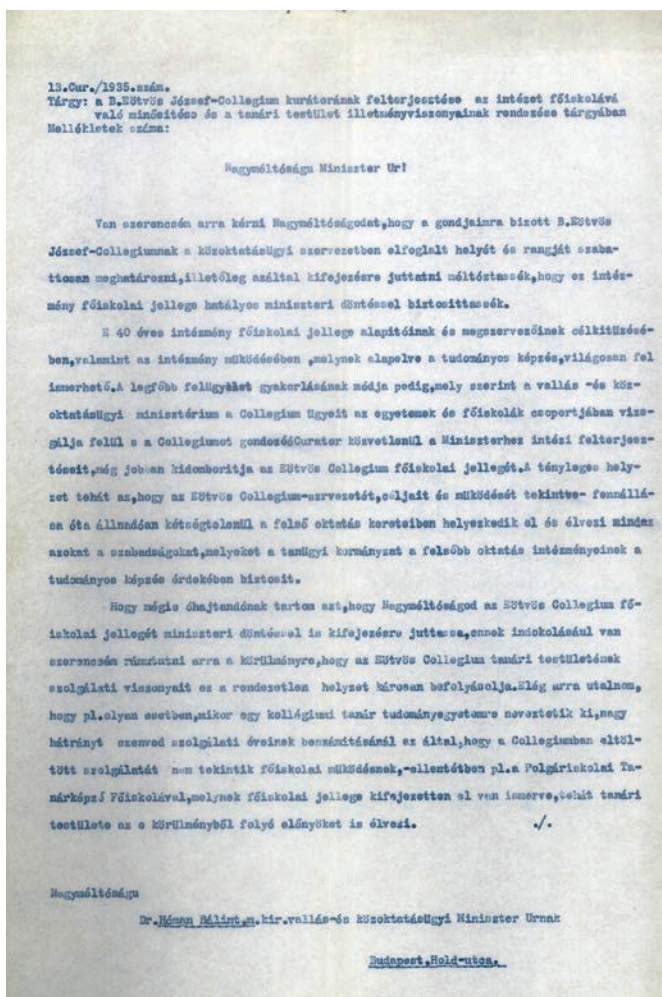 13.Cur./1935.szám.
Tárgy: a B.Eötvös József-Collegium kurátorának felterjesztése az intézet főiskolává
való minősitése és a tanári testület illetményviszonyainak rendezése tárgyában
Mellékletek száma:
Nagyméltóságu Miniszter Ur!
Van szerencsém arra kérni Nagyméltóságodat,hogy a gondjaimra bizott B.Eötvös
József-Collegiumnak a közoktatásügyi szervezetben elfoglalt helyét és rangját szaba-
ttosan meghatározni,illetőleg azáltal kifejezésre juttatni méltóztassék,hogy ez intéz-
mény főiskolai jellege hatályos miniszteri döntéssel biztosittassék.
E 40 éves intézmény főiskolai jellege alapitóinak és megszervezőinek célkitüzésé-
ben,valamint az intézmény müködésében ,melynek alapelve a tudományos képzés,világosan fel
ismerhető.A legfőbb felügyelet gyakorlásának módja pedig,mely szerint a vallás -és köz-
oktatásügyi minisztérium a Collegium ügyeit az egyetemek és főiskolák csoportjában vizs-
gálja felül s a Collegiumot gondozóCurator közvetlenül a Miniszterhez intézi felterjesz-
téseit,még jobban kidomboritja az Eötvös Collegium főiskolai jellegét.A tényleges hely-
zet tehát az,hogy az Eötvös Collegium-szrvezetét,céljait és müködését tekintve- fennállá-
sa óta állandóan kétségtelenül a felső oktatás kereteiben helyezkedik el és élvezi mindaz
azokat a szabadságokat,melyeket a tanügyi kormányzat a felsőbb oktatás intézményeinek a
tudományos képzés érdekében biztosit.
Hogy mégis óhajtandónak tartom azt,hogy Nagyméltóságod az Eötvös Collegium fő-
iskolai jellegét miniszteri döntéssel is kifejezésre juttassa,ennek indokolásául van
szerencsém rámutatni arra a körülményre,hogy az Eötvös Collegium tanári testületének
szolgálati viszonyait ez a rendezetlen helyzet károsan befolyásolja.Elég arra utalnom,
hogy pl.olyan esetben,mikor egy kollégiumi tanár tudományegyetemre neveztetik ki,nagy
hátrányt szenved szolgálati éveinek beszámitásánál az által,hogy a Collegiumban eltöl-
tött szolgálatát nem tekintik főiskolai müködésnek,-ellentétben pl.a Polgáriskolai Ta-
nárképző Főiskolával,melynek főiskolai jellege kifejezetten el van ismerve,tehát tanári
testülete az e körülményből folyó előnyöket is élvezi. ./.
Nagyméltóságu
Dr.Hóman Bálint,m.kir.vallás-és közoktatásügyi Miniszter Urnak
Budapest.Hold-utca.